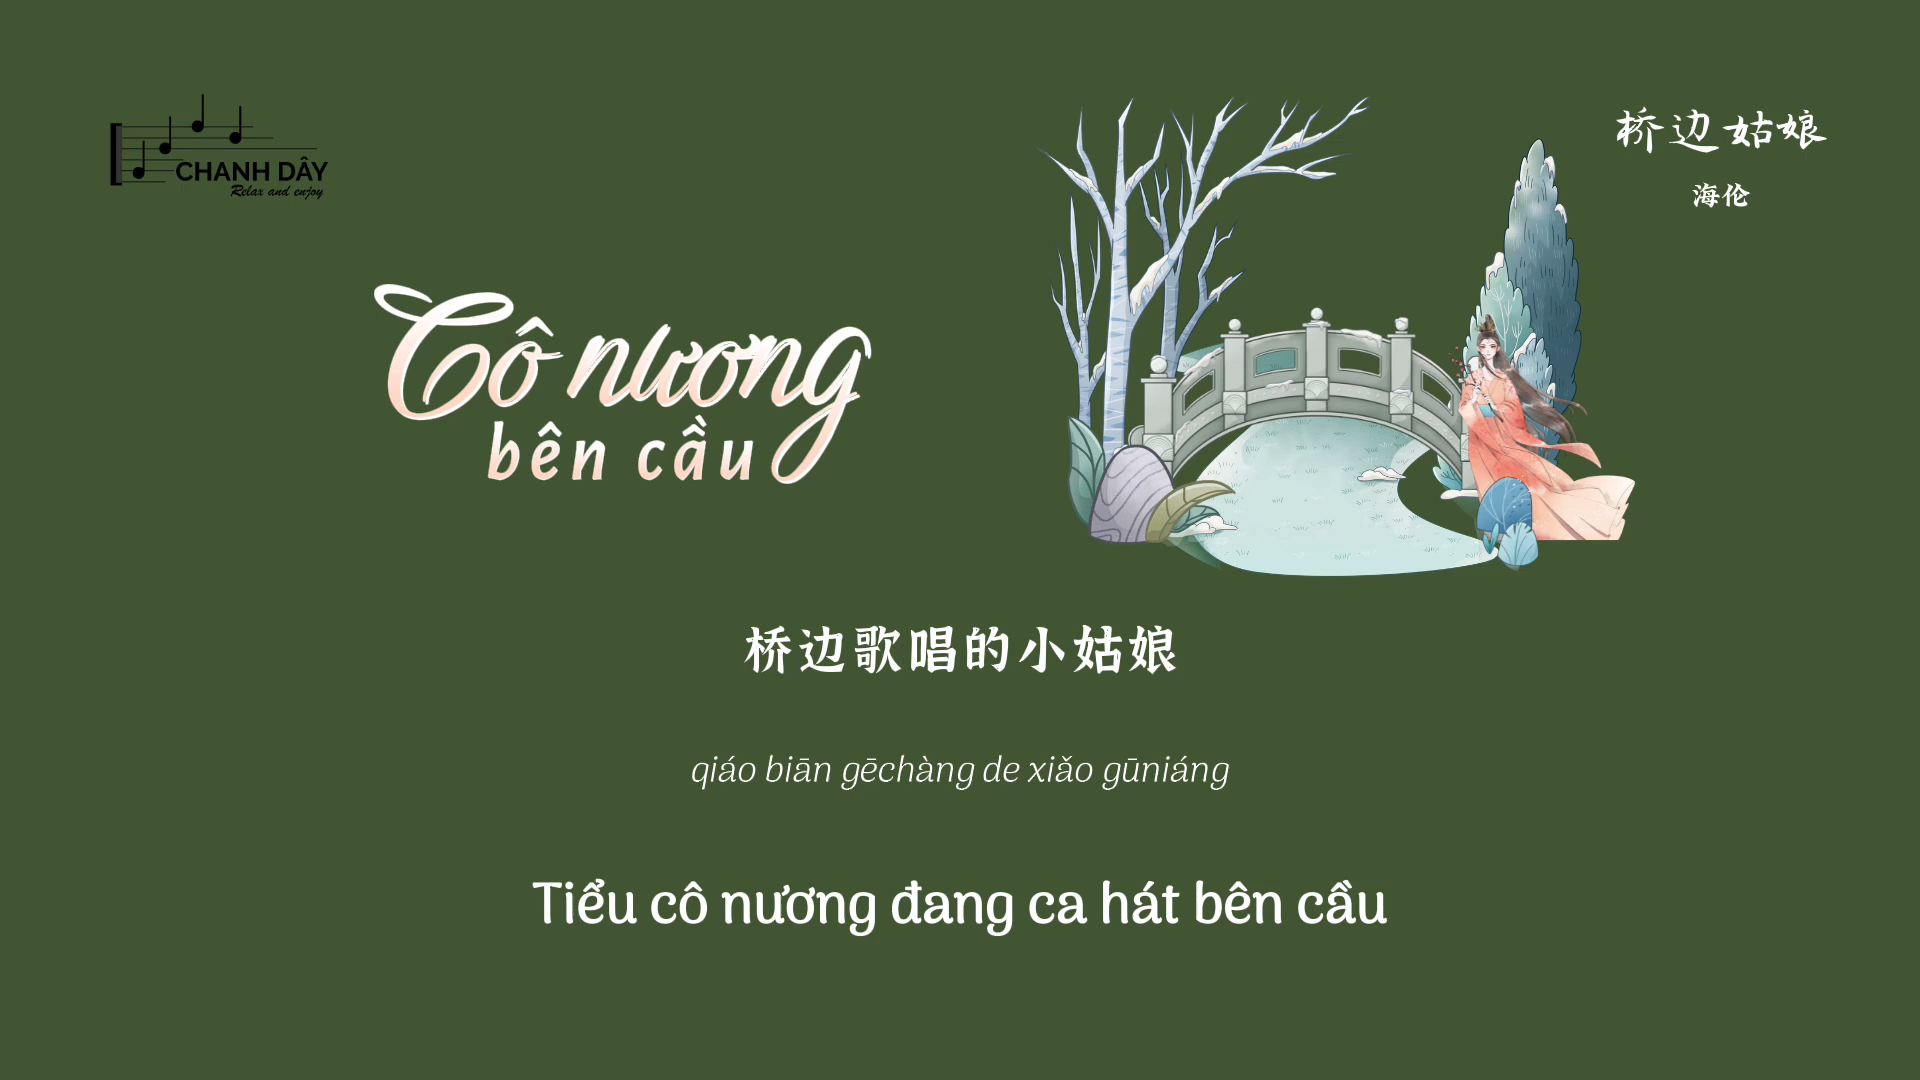 CHANH DÂY
Relax and enjoy
桥边姑娘
海伦
Cô nương
bên cầu
桥边歌唱的小姑娘
qiáo biān gēchàng de xiǎo gūniáng
Tiểu cô nương đang ca hát bên cầu